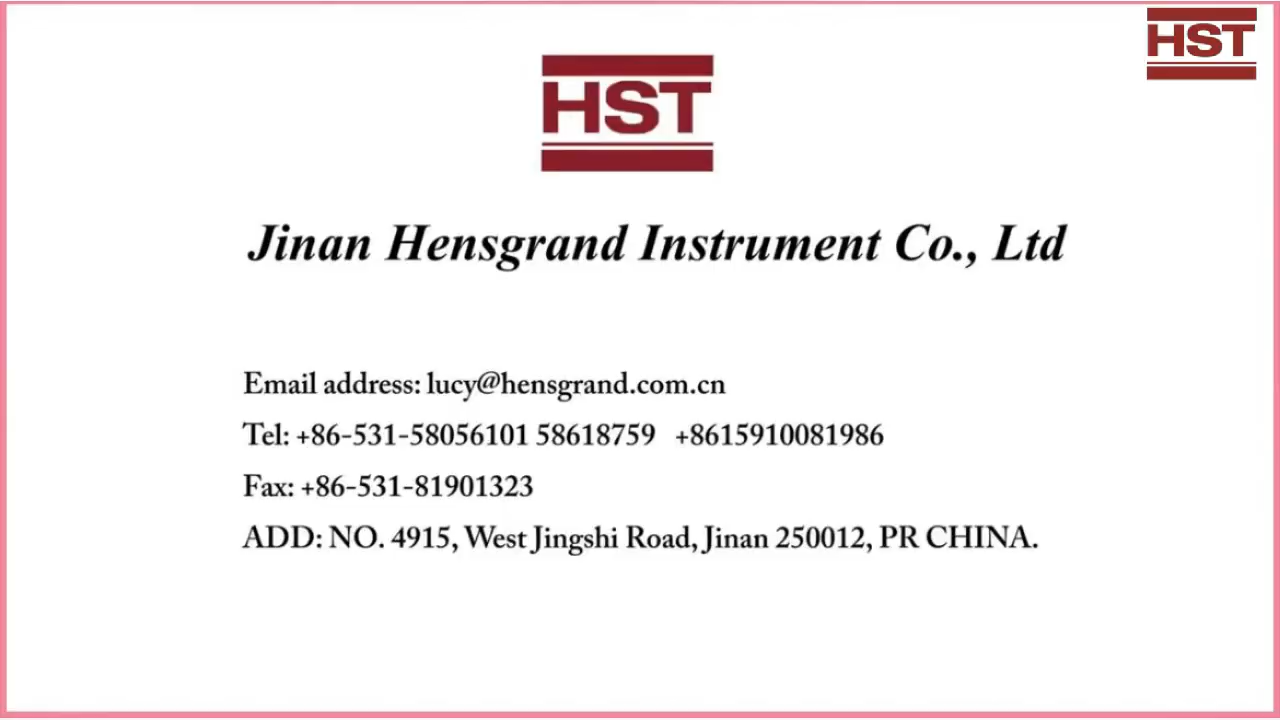 HST
HST
Jinan Hensgrand Instrument Co., Ltd
Email address: lucy@hensgrand.com.cn
Tel: +86-531-58056101 58618759 +8615910081986
Fax: +86-531-81901323
ADD: NO. 4915, West Jingshi Road, Jinan 250012, PR CHINA.